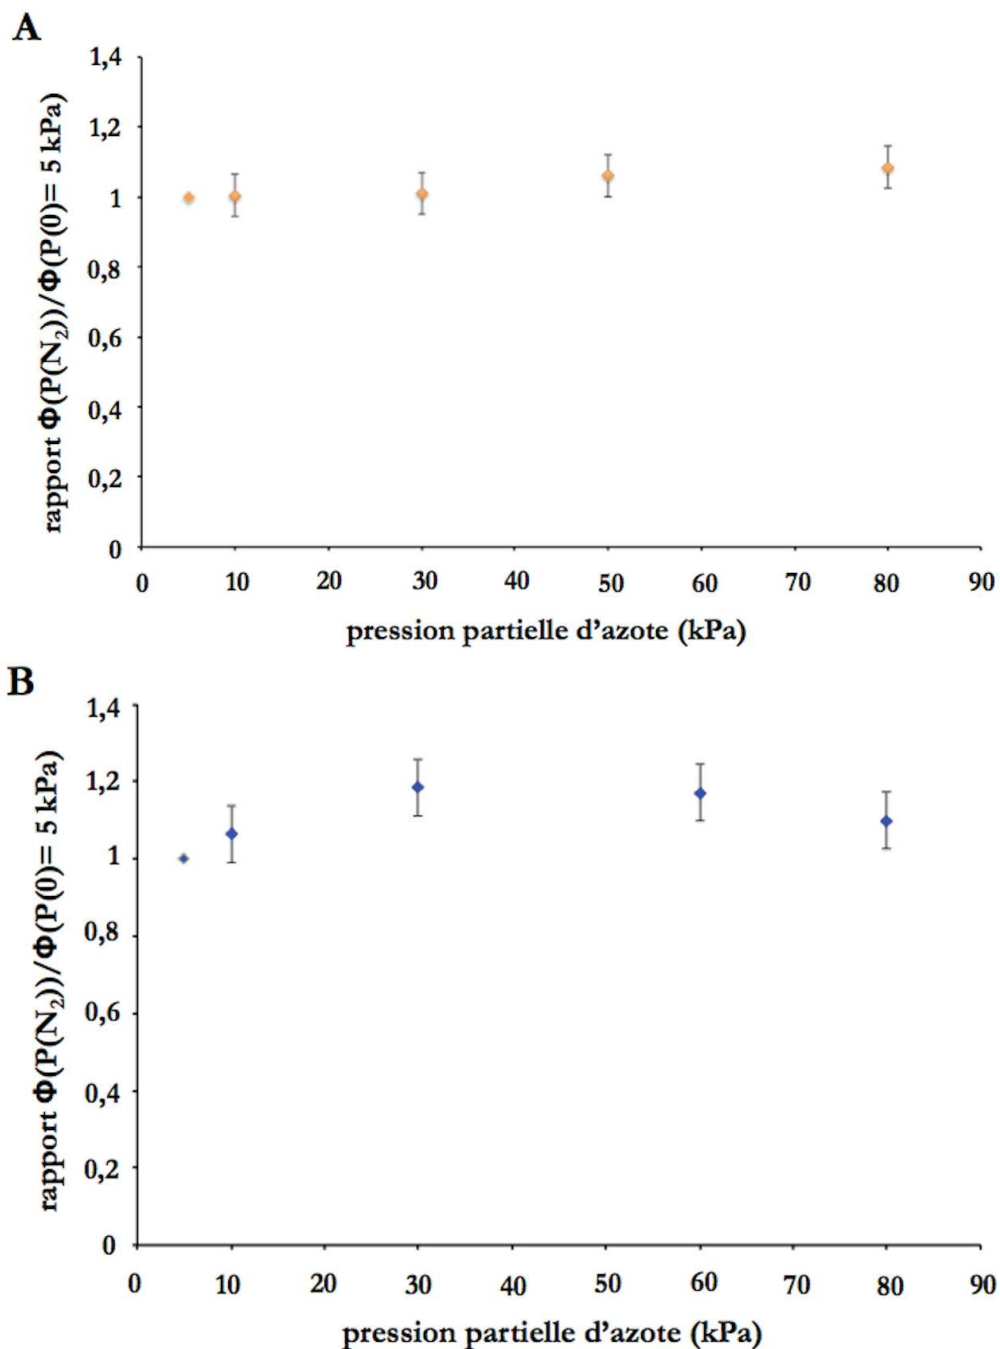 A
1,4
1,2
1
0,8
0,6
0,4
0,2
0
rapport Φ(P(N₂))/Φ(P(0)= 5 kPa)
0 10 20 30 40 50 60 70 80 90
pression partielle d'azote (kPa)
B
1,4
1,2
1
0,8
0,6
0,4
0,2
0
rapport Φ(P(N₂))/Φ(P(0)= 5 kPa)
0 10 20 30 40 50 60 70 80 90
pression partielle d'azote (kPa)